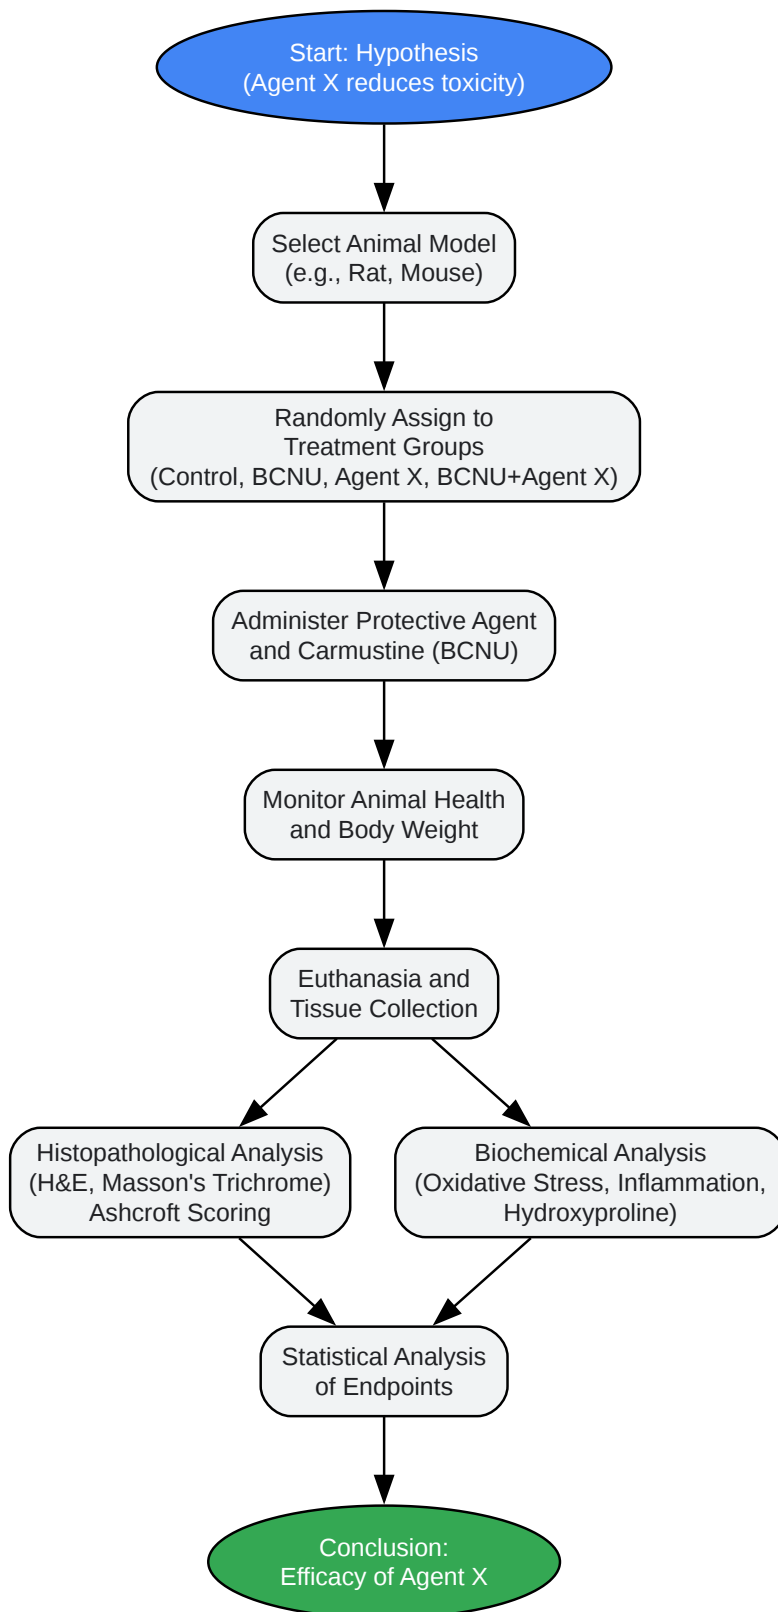 Start: Hypothesis
(Agent X reduces toxicity)
Select Animal Model
(e.g., Rat, Mouse)
Randomly Assign to
Treatment Groups
(Control, BCNU, Agent X, BCNU+Agent X)
Administer Protective Agent
and Carmustine (BCNU)
Monitor Animal Health
and Body Weight
Euthanasia and
Tissue Collection
Histopathological Analysis
(H&E, Masson's Trichrome)
Ashcroft Scoring
Biochemical Analysis
(Oxidative Stress, Inflammation,
Hydroxyproline)
Statistical Analysis
of Endpoints
Conclusion:
Efficacy of Agent X